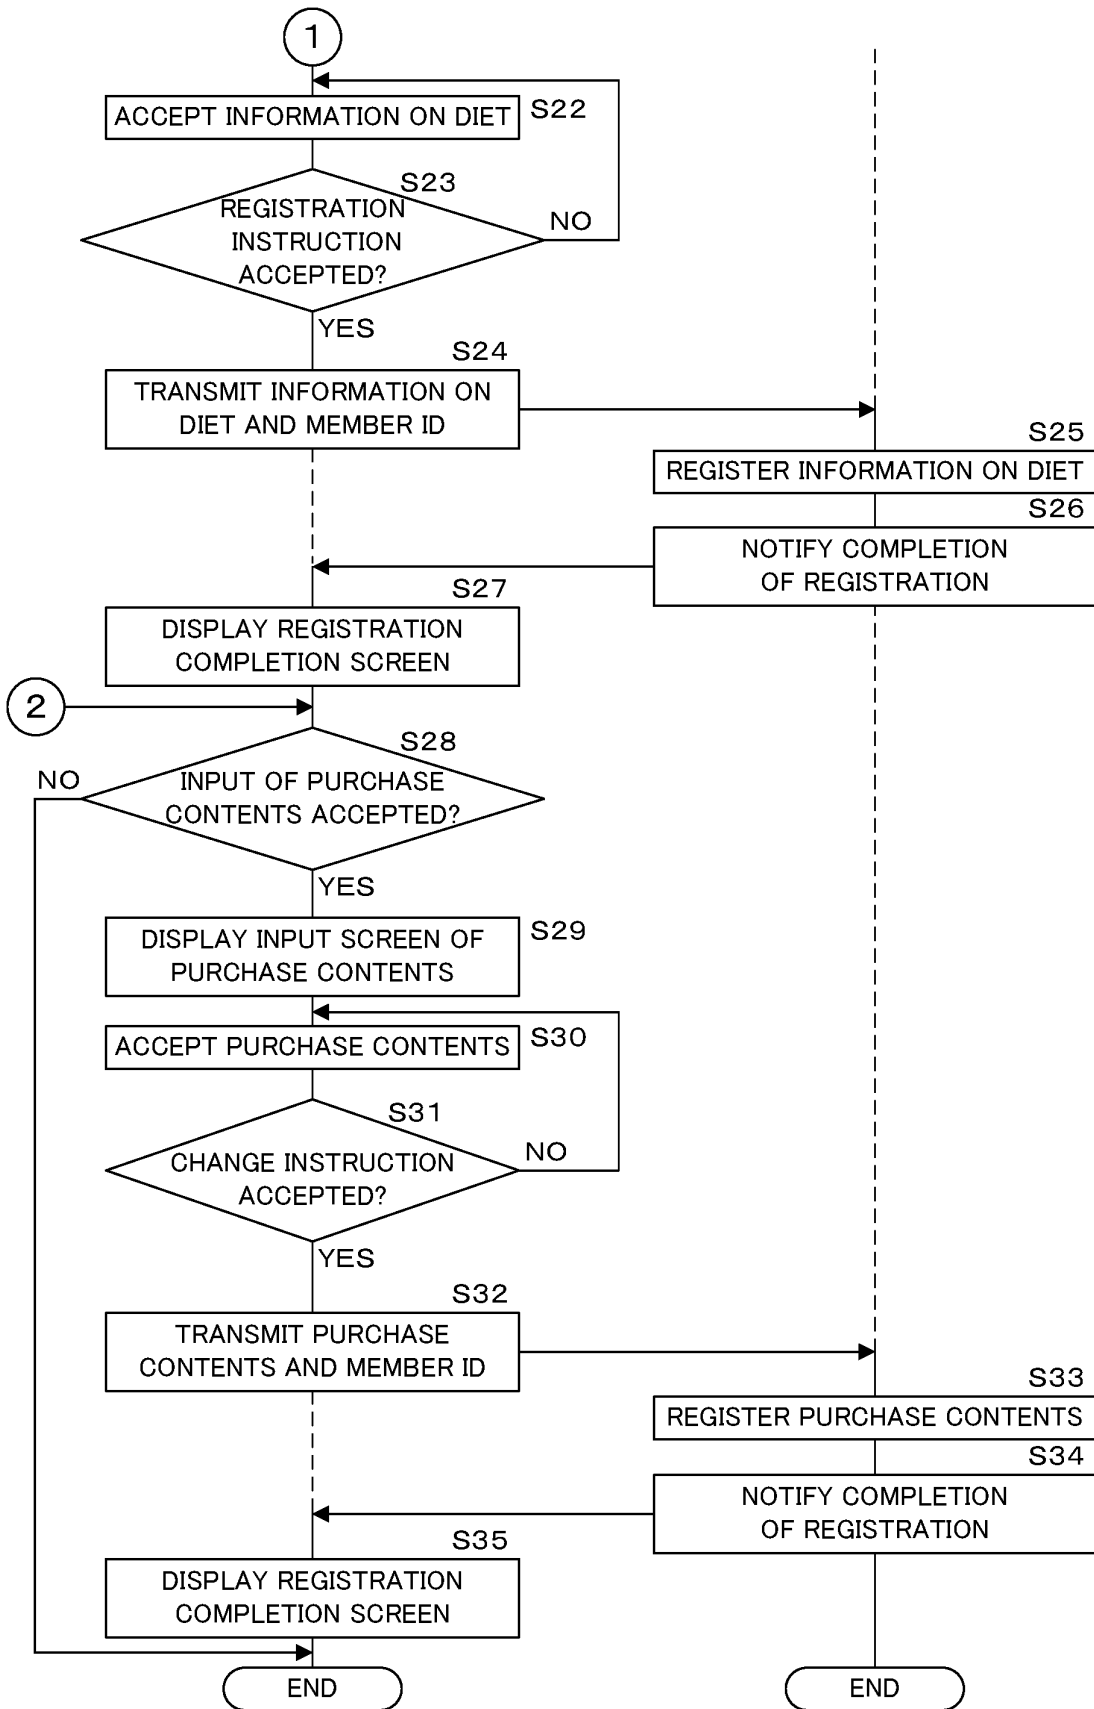 1
ACCEPT INFORMATION ON DIET
S22
S23
REGISTRATION
INSTRUCTION
ACCEPTED?
NO
YES
S24
TRANSMIT INFORMATION ON
DIET AND MEMBER ID
S25
REGISTER INFORMATION ON DIET
S26
NOTIFY COMPLETION
OF REGISTRATION
S27
DISPLAY REGISTRATION
COMPLETION SCREEN
2
S28
NO
INPUT OF PURCHASE
CONTENTS ACCEPTED?
YES
DISPLAY INPUT SCREEN OF
PURCHASE CONTENTS
S29
ACCEPT PURCHASE CONTENTS
S30
S31
CHANGE INSTRUCTION
ACCEPTED?
NO
YES
S32
TRANSMIT PURCHASE
CONTENTS AND MEMBER ID
S33
REGISTER PURCHASE CONTENTS
S34
NOTIFY COMPLETION
OF REGISTRATION
S35
DISPLAY REGISTRATION
COMPLETION SCREEN
END
END